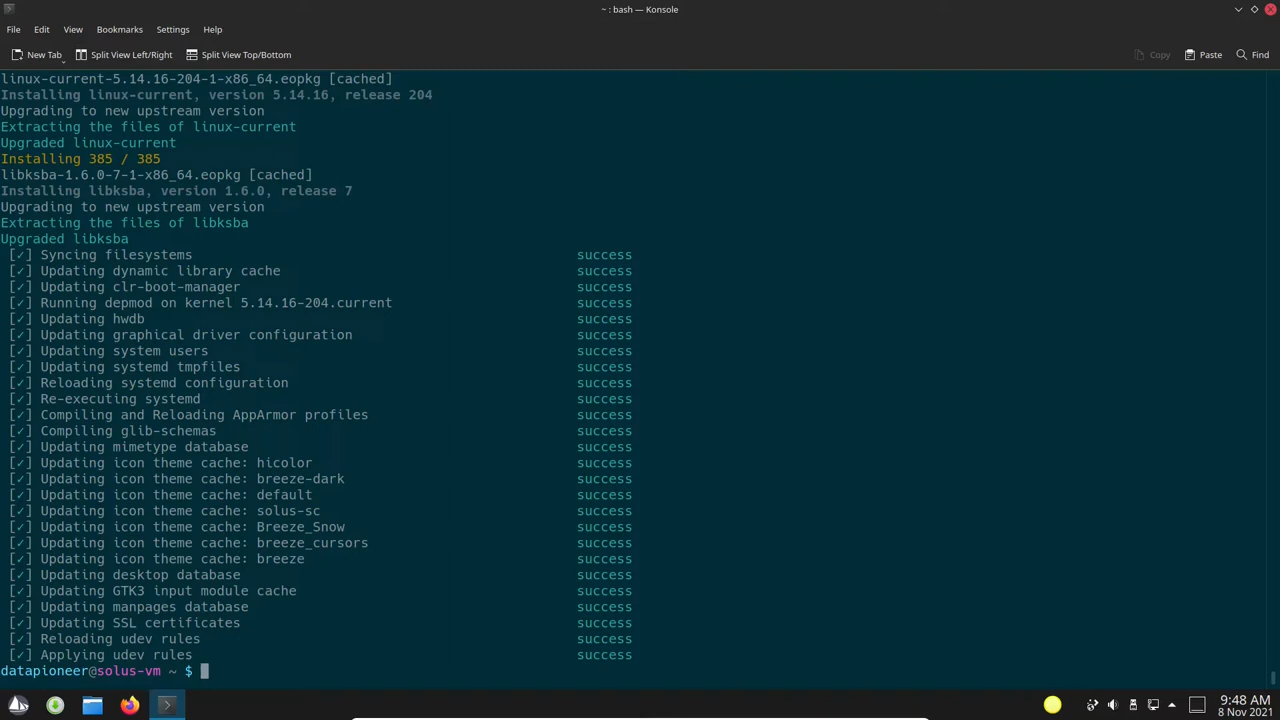 ~ : bash — Konsole
File Edit View Bookmarks Settings Help
New Tab Split View Left/Right Split View Top/Bottom Copy Paste Find
linux-current-5.14.16-204-1-x86_64.eopkg [cached]
Installing linux-current, version 5.14.16, release 204
Upgrading to new upstream version
Extracting the files of linux-current
Upgraded linux-current
Installing 385 / 385
libksba-1.6.0-7-1-x86_64.eopkg [cached]
Installing libksba, version 1.6.0, release 7
Upgrading to new upstream version
Extracting the files of libksba
Upgraded libksba
[✓] Syncing filesystems success
[✓] Updating dynamic library cache success
[✓] Updating clr-boot-manager success
[✓] Running depmod on kernel 5.14.16-204.current success
[✓] Updating hwdb success
[✓] Updating graphical driver configuration success
[✓] Updating system users success
[✓] Updating systemd tmpfiles success
[✓] Reloading systemd configuration success
[✓] Re-executing systemd success
[✓] Compiling and Reloading AppArmor profiles success
[✓] Compiling glib-schemas success
[✓] Updating mimetype database success
[✓] Updating icon theme cache: hicolor success
[✓] Updating icon theme cache: breeze-dark success
[✓] Updating icon theme cache: default success
[✓] Updating icon theme cache: solus-sc success
[✓] Updating icon theme cache: Breeze_Snow success
[✓] Updating icon theme cache: breeze_cursors success
[✓] Updating icon theme cache: breeze success
[✓] Updating desktop database success
[✓] Updating GTK3 input module cache success
[✓] Updating manpages database success
[✓] Updating SSL certificates success
[✓] Reloading udev rules success
[✓] Applying udev rules success
datapioneer@solus-vm ~ $
9:48 AM
8 Nov 2021